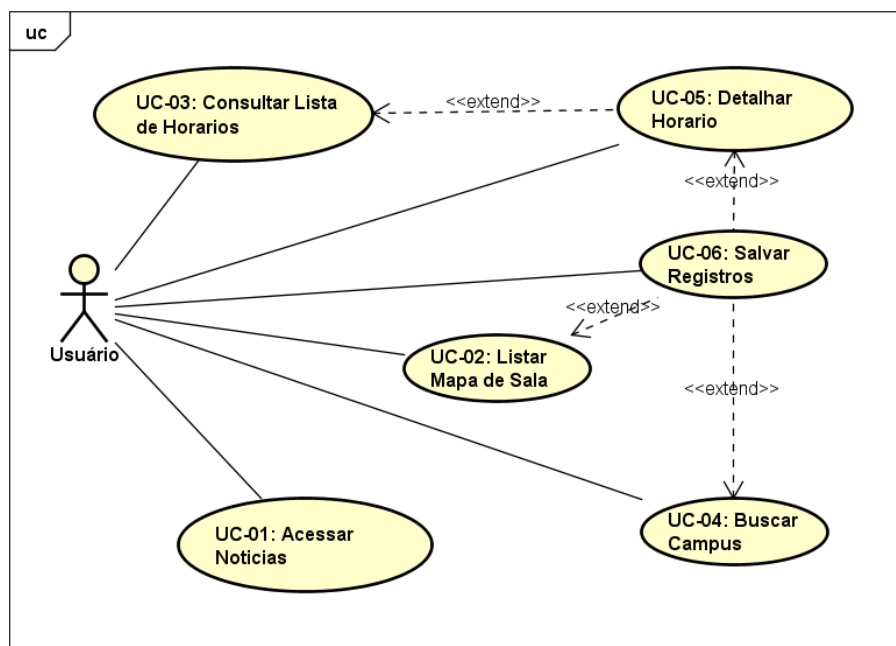 uc
UC-03: Consultar Lista
de Horarios
<<extend>>
UC-05: Detalhar
Horario
<<extend>>
UC-06: Salvar
Registros
<<extend>>
Usuário
UC-02: Listar
Mapa de Sala
<<extend>>
UC-01: Acessar
Noticias
UC-04: Buscar
Campus